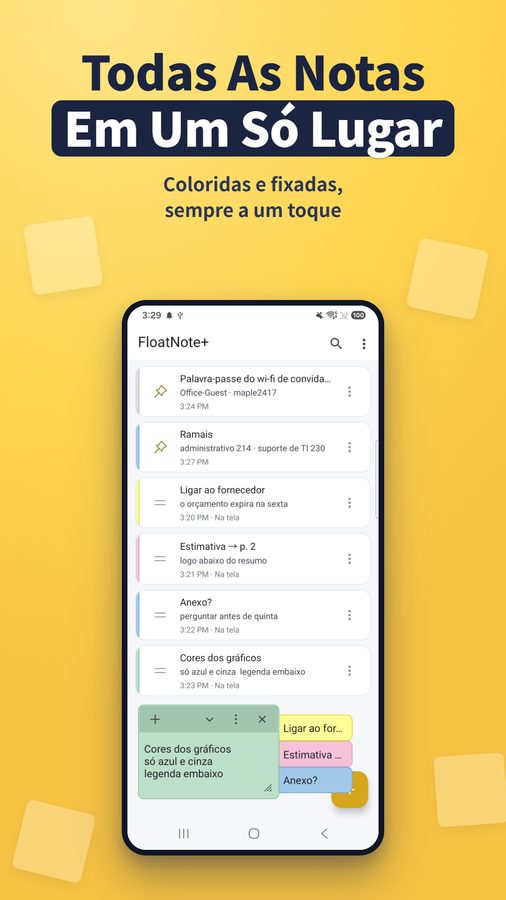 Todas As Notas
Em Um Só Lugar
Coloridas e fixadas,
sempre a um toque
3:29
100
FloatNote+
Palavra-passe do wi-fi de convida...
Office-Guest · maple2417
3:24 PM
Ramais
administrativo 214 · suporte de TI 230
3:27 PM
Ligar ao fornecedor
o orçamento expira na sexta
3:20 PM · Na tela
Estimativa → p. 2
logo abaixo do resumo
3:21 PM · Na tela
Anexo?
perguntar antes de quinta
3:22 PM · Na tela
Cores dos gráficos
só azul e cinza legenda embaixo
3:23 PM · Na tela
Cores dos gráficos
só azul e cinza
legenda embaixo
Ligar ao for...
Estimativa ...
Anexo?